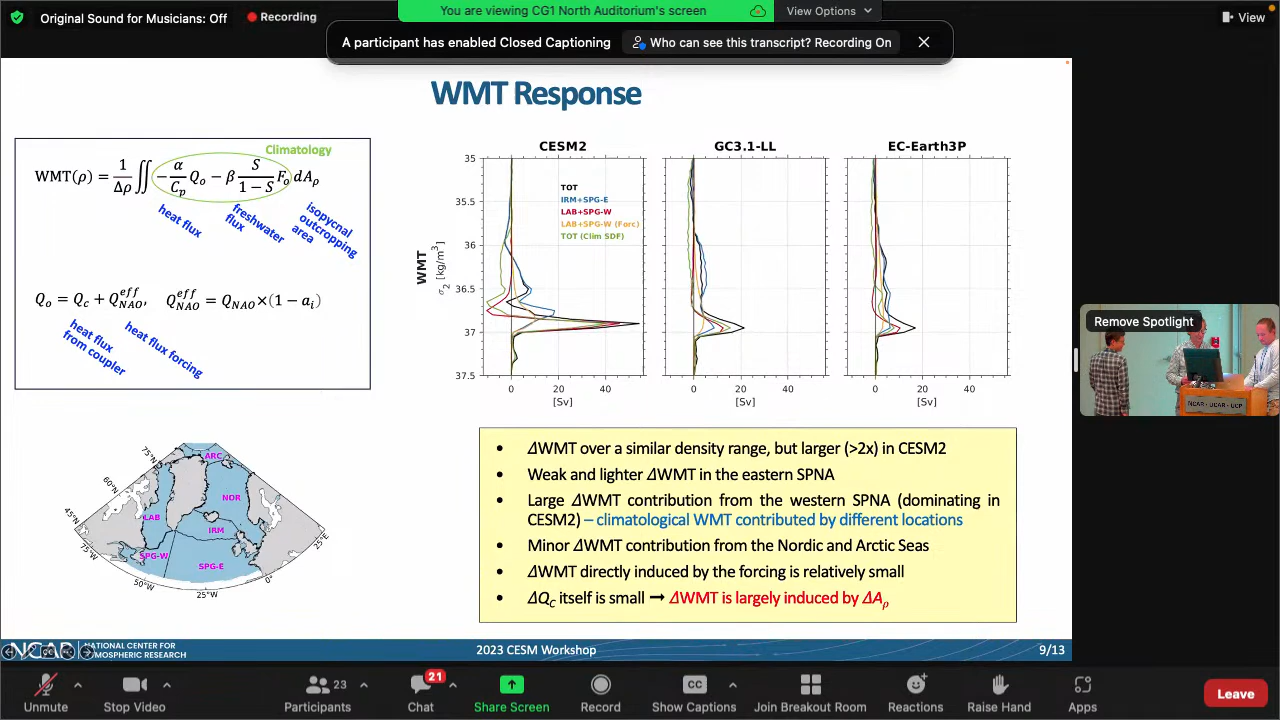 Original Sound for Musicians: Off
Recording
You are viewing CG1 North Auditorium's screen
View Options
View
A participant has enabled Closed Captioning
Who can see this transcript? Recording On
WMT Response
Climatology
WMT(ρ) = 1/Δρ ∬ −α/C_p Q_o − β S/(1−S) F_o dA_ρ
heat flux
freshwater flux
isopycnal outcropping area
Q_o = Q_c + Q_NAO^eff, Q_NAO^eff = Q_NAO×(1 − a_i)
heat flux from coupler
heat flux forcing
CESM2
GC3.1-LL
EC-Earth3P
35
35.5
36
36.5
37
37.5
WMT
σ₂ [kg/m³]
TOT
IRM+SPG-E
LAB+SPG-W
LAB+SPG-W (Forc)
TOT (Clim SDF)
0 20 40
0 20 40
0 20 40
[Sv]
[Sv]
[Sv]
75°N
60°N
45°N
75°W
50°W
25°W
0°
25°E
ARC
NOR
LAB
IRM
SPG-W
SPG-E
• ΔWMT over a similar density range, but larger (>2x) in CESM2
• Weak and lighter ΔWMT in the eastern SPNA
• Large ΔWMT contribution from the western SPNA (dominating in
CESM2) – climatological WMT contributed by different locations
• Minor ΔWMT contribution from the Nordic and Arctic Seas
• ΔWMT directly induced by the forcing is relatively small
• ΔQ_C itself is small → ΔWMT is largely induced by ΔA_ρ
Remove Spotlight
NCAR - UCAR - UCP
NCAR
NATIONAL CENTER FOR
ATMOSPHERIC RESEARCH
2023 CESM Workshop
9/13
Unmute
Stop Video
23
Participants
21
Chat
Share Screen
Record
CC
Show Captions
Join Breakout Room
Reactions
Raise Hand
Apps
Leave